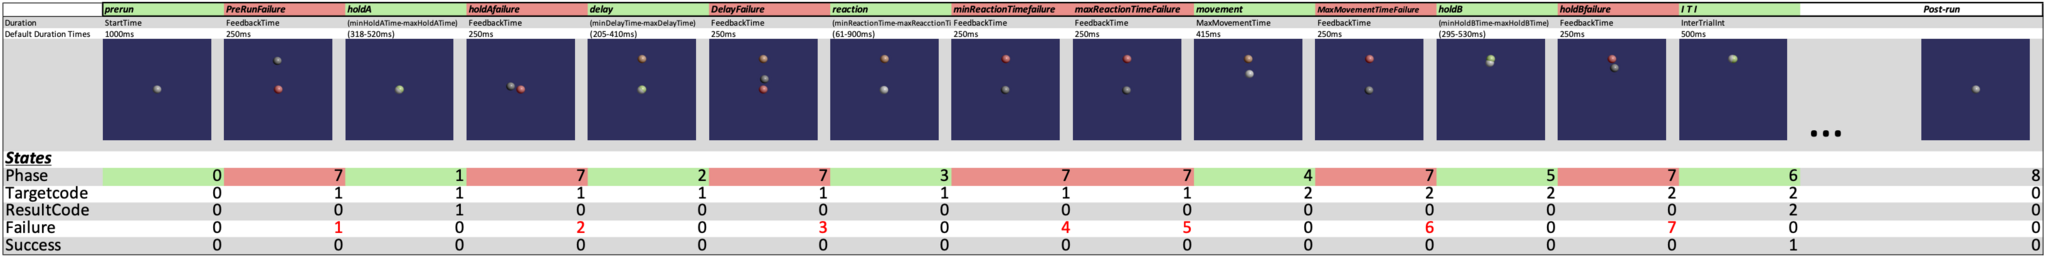 prerun PreRunFailure holdA holdAfailure delay DelayFailure reaction minReactionTimefailure maxReactionTimeFailure movement MaxMovementTimeFailure holdB holdBfailure I T I Post-run
Duration StartTime FeedbackTime (minHoldATime-maxHoldATime) FeedbackTime (minDelayTime-maxDelayTime) FeedbackTime (minReactionTime-maxReacctionTi FeedbackTime FeedbackTime MaxMovementTime FeedbackTime (minHoldBTime-maxHoldBTime) FeedbackTime InterTrialInt
Default Duration Times 1000ms 250ms (318-520ms) 250ms (205-410ms) 250ms (61-900ms) 250ms 250ms 415ms 250ms (295-530ms) 250ms 500ms
...
States
Phase 0 7 1 7 2 7 3 7 7 4 7 5 7 6 8
Targetcode 0 1 1 1 1 1 1 1 1 2 2 2 2 2 0
ResultCode 0 0 1 0 0 0 0 0 0 0 0 0 0 2 0
Failure 0 1 0 2 0 3 0 4 5 0 6 0 7 0 0
Success 0 0 0 0 0 0 0 0 0 0 0 0 0 1 0